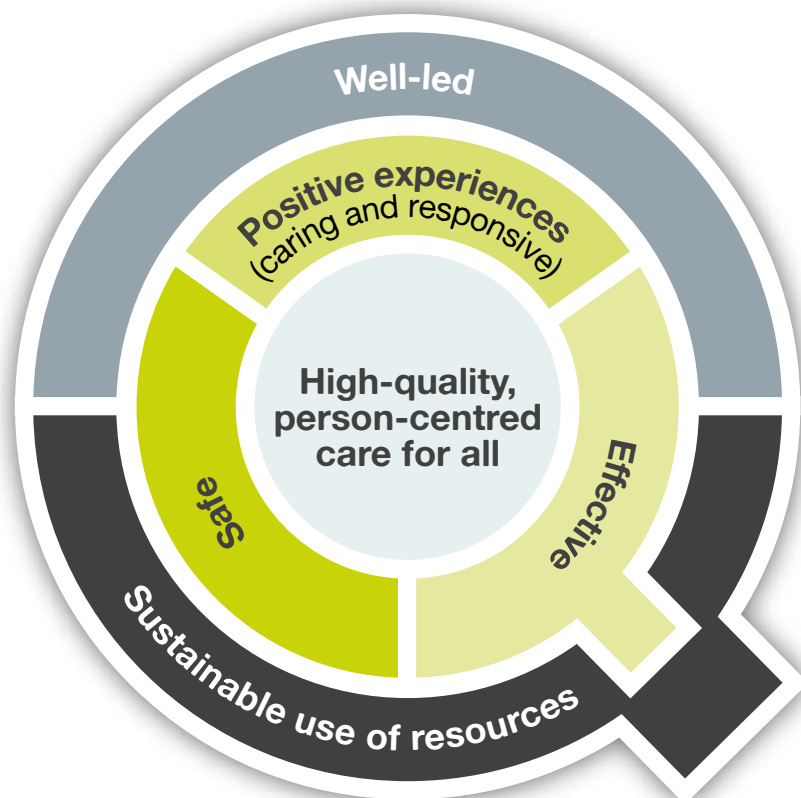 Well-led
Positive experiences
(caring and responsive)
High-quality,
person-centred
care for all
Safe
Effective
Sustainable use of resources